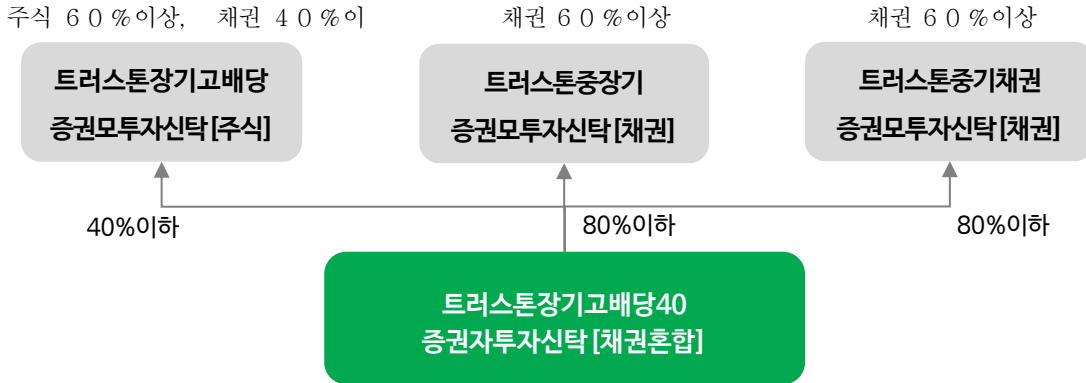 주식 60%이상, 채권 40%이
채권 60%이상
채권 60%이상
트러스톤장기고배당
증권모투자신탁[주식]
트러스톤중장기
증권모투자신탁[채권]
트러스톤중기채권
증권모투자신탁[채권]
40%이하
80%이하
80%이하
트러스톤장기고배당40
증권자투자신탁[채권혼합]